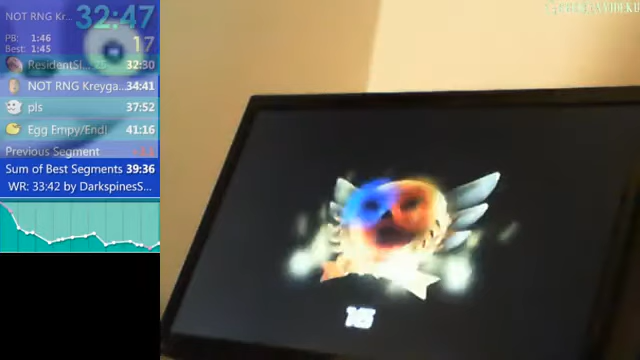 NOT RNG Kr... 32:47
17
PB: 1:46
Best: 1:45
32:30
NOT RNG Kreyga... 34:41
pls 37:52
Egg Empy/End! 41:16
Previous Segment
Sum of Best Segments 39:36
WR: 33:42 by DarkspinesS...